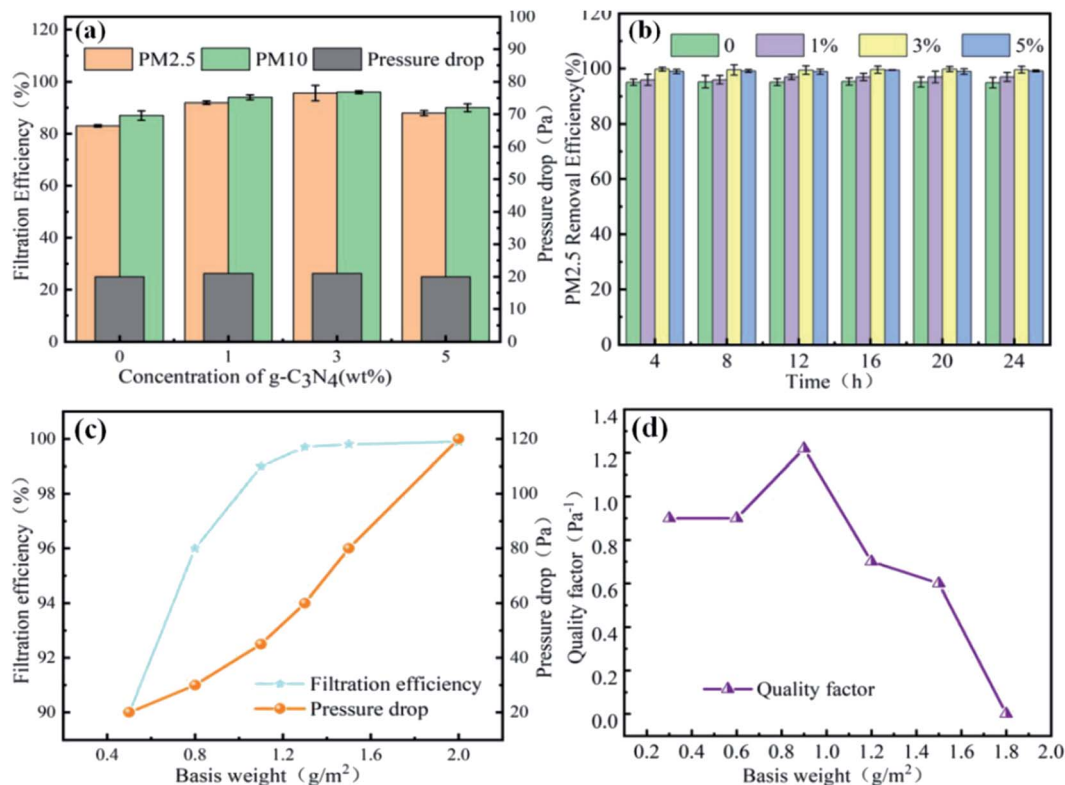 (a)
PM2.5 PM10 Pressure drop
Filtration Efficiency (%)
120
100
80
60
40
20
0
100
90
80
70
60
50
40
30
20
10
0
Pressure drop（Pa）
0 1 3 5
Concentration of g-C3N4(wt%)
(b)
0 1% 3% 5%
PM2.5 Removal Efficiency(%)
120
100
80
60
40
20
0
4 8 12 16 20 24
Time（h）
(c)
Filtration efficiency（%）
100
98
96
94
92
90
120
100
80
60
40
20
Pressure drop（Pa）
Filtration efficiency
Pressure drop
0.4 0.8 1.2 1.6 2.0
Basis weight（g/m²）
(d)
Quality factor（Pa⁻¹）
1.4
1.2
1.0
0.8
0.6
0.4
0.2
0.0
Quality factor
0.2 0.4 0.6 0.8 1.0 1.2 1.4 1.6 1.8 2.0
Basis weight（g/m²）